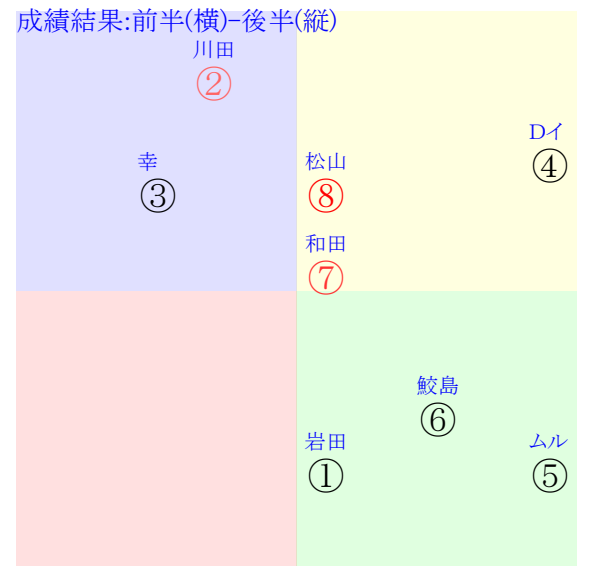 成績結果:前半(横)−後半(縦)
川田
②
Dイ
④
幸
③
松山
⑧
和田
⑦
鮫島
⑥
岩田
①
ムル
⑤